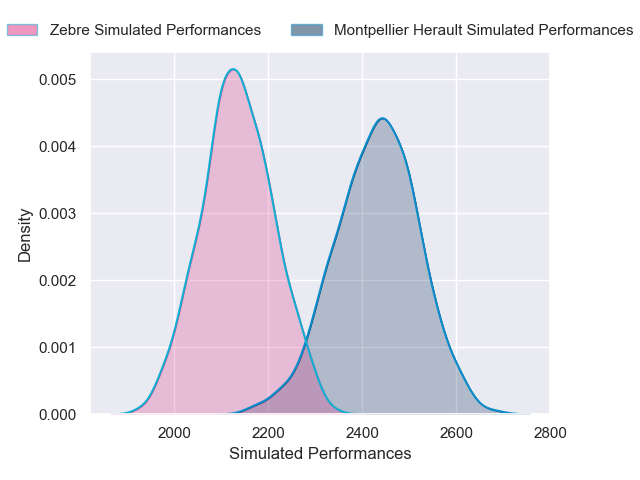 Zebre Simulated Performances
Montpellier Herault Simulated Performances
0.005
0.004
0.003
0.002
0.001
0.000
Density
2000
2200
2400
2600
2800
Simulated Performances